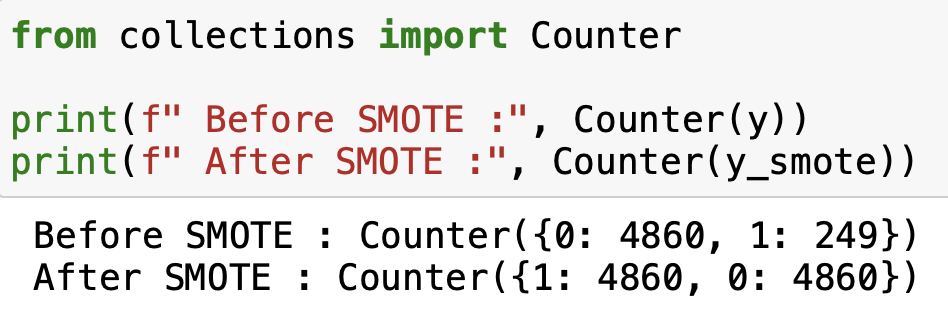 from collections import Counter
print(f" Before SMOTE :", Counter(y))
print(f" After SMOTE :", Counter(y_smote))
Before SMOTE : Counter({0: 4860, 1: 249})
After SMOTE : Counter({1: 4860, 0: 4860})